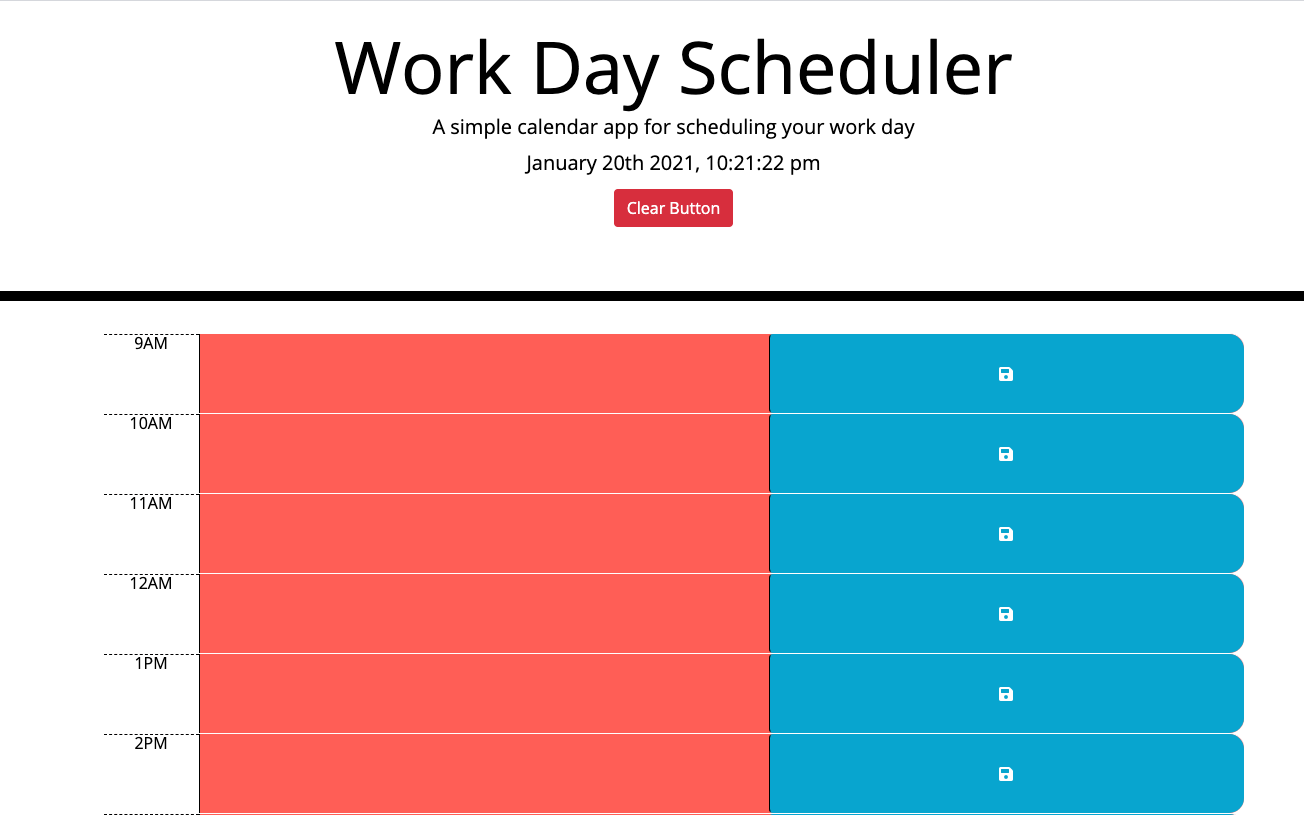 Work Day Scheduler
A simple calendar app for scheduling your work day
January 20th 2021, 10:21:22 pm
Clear Button
9AM
10AM
11AM
12AM
1PM
2PM